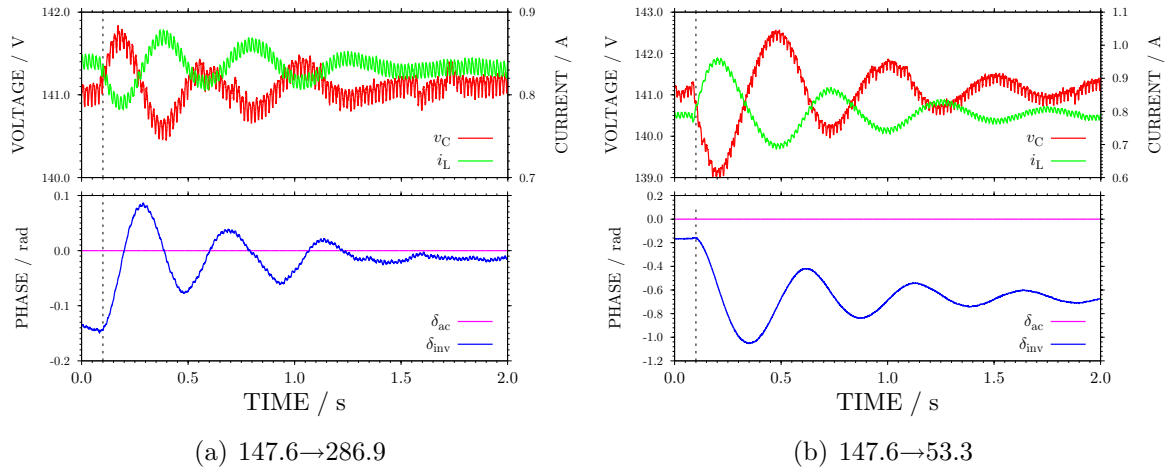 142.0
141.0
140.0
VOLTAGE / V
0.9
0.8
0.7
CURRENT / A
v_C
i_L
0.1
0.0
-0.1
-0.2
PHASE / rad
δ_ac
δ_inv
0.0 0.5 1.0 1.5 2.0
TIME / s
(a) 147.6→286.9
143.0
142.0
141.0
140.0
139.0
VOLTAGE / V
1.1
1.0
0.9
0.8
0.7
0.6
CURRENT / A
v_C
i_L
0.2
0.0
-0.2
-0.4
-0.6
-0.8
-1.0
-1.2
PHASE / rad
δ_ac
δ_inv
0.0 0.5 1.0 1.5 2.0
TIME / s
(b) 147.6→53.3